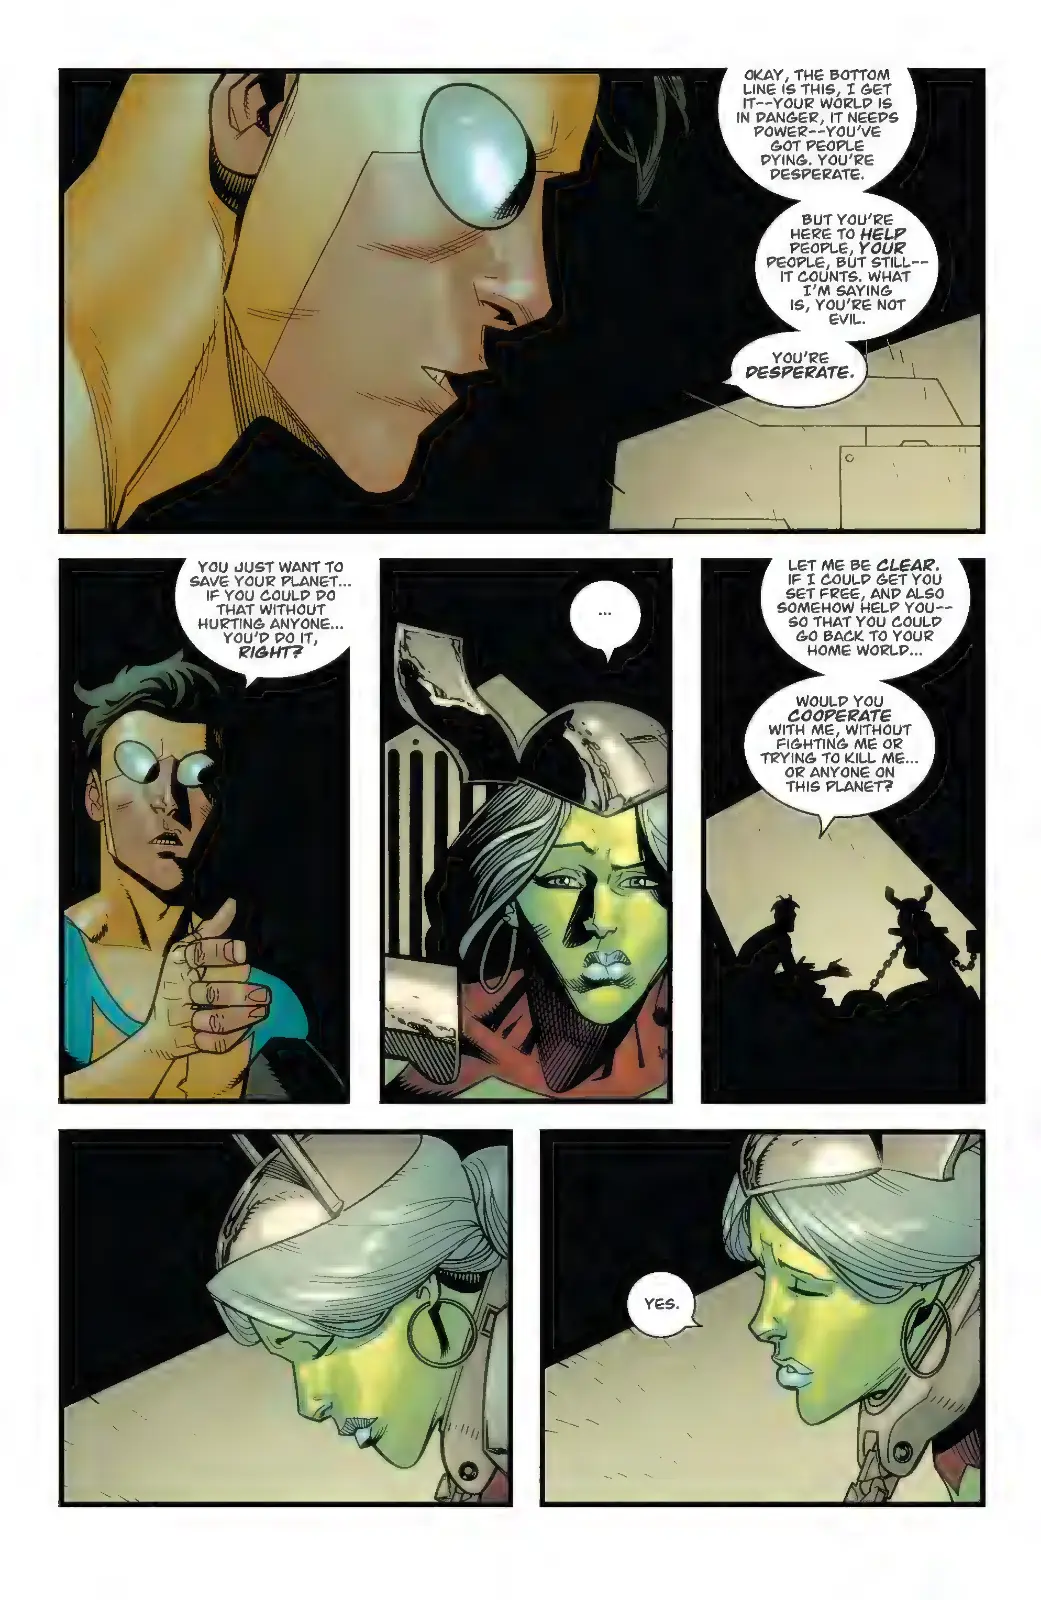 OKAY, THE BOTTOM
LINE IS THIS, I GET
IT--YOUR WORLD IS
IN DANGER, IT NEEDS
POWER--YOU'VE
GOT PEOPLE
DYING. YOU'RE
DESPERATE.
BUT YOU'RE
HERE TO HELP
PEOPLE, YOUR
PEOPLE, BUT STILL--
IT COUNTS. WHAT
I'M SAYING
IS, YOU'RE NOT
EVIL.
YOU'RE
DESPERATE.
YOU JUST WANT TO
SAVE YOUR PLANET...
IF YOU COULD DO
THAT WITHOUT
HURTING ANYONE...
YOU'D DO IT,
RIGHT?
...
LET ME BE CLEAR.
IF I COULD GET YOU
SET FREE, AND ALSO
SOMEHOW HELP YOU--
SO THAT YOU COULD
GO BACK TO YOUR
HOME WORLD...
WOULD YOU
COOPERATE
WITH ME, WITHOUT
FIGHTING ME OR
TRYING TO KILL ME...
OR ANYONE ON
THIS PLANET?
YES.